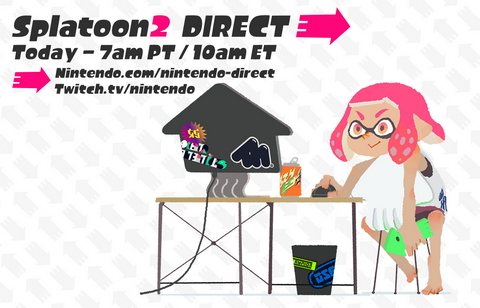 Splatoon2 DIRECT
Today – 7am PT / 10am ET
Nintendo.com/nintendo-direct
Twitch.tv/nintendo